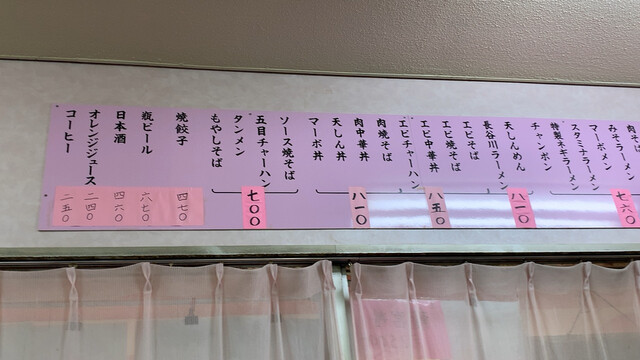 肉そば
みそラーメン
マーボメン
スタミナラーメン
特製ネギラーメン
チャンポン
七六〇
天しんめん
長谷川ラーメン
八一〇
エビそば
エビ焼そば
エビ中華丼
エビチャーハン
八五〇
肉焼そば
肉中華丼
天しん丼
マーボ丼
八一〇
ソース焼そば
五目チャーハン
タンメン
もやしそば
七〇〇
焼餃子
四七〇
瓶ビール
六七〇
日本酒
四六〇
オレンジジュース
二四〇
コーヒー
二五〇